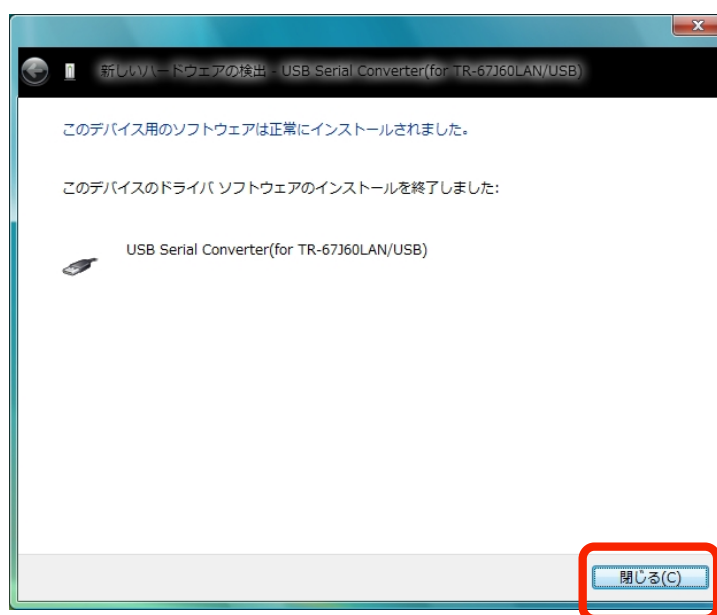 新しいハードウェアの検出 - USB Serial Converter(for TR-67J60LAN/USB)
このデバイス用のソフトウェアは正常にインストールされました。
このデバイスのドライバ ソフトウェアのインストールを終了しました:
USB Serial Converter(for TR-67J60LAN/USB)
閉じる(C)